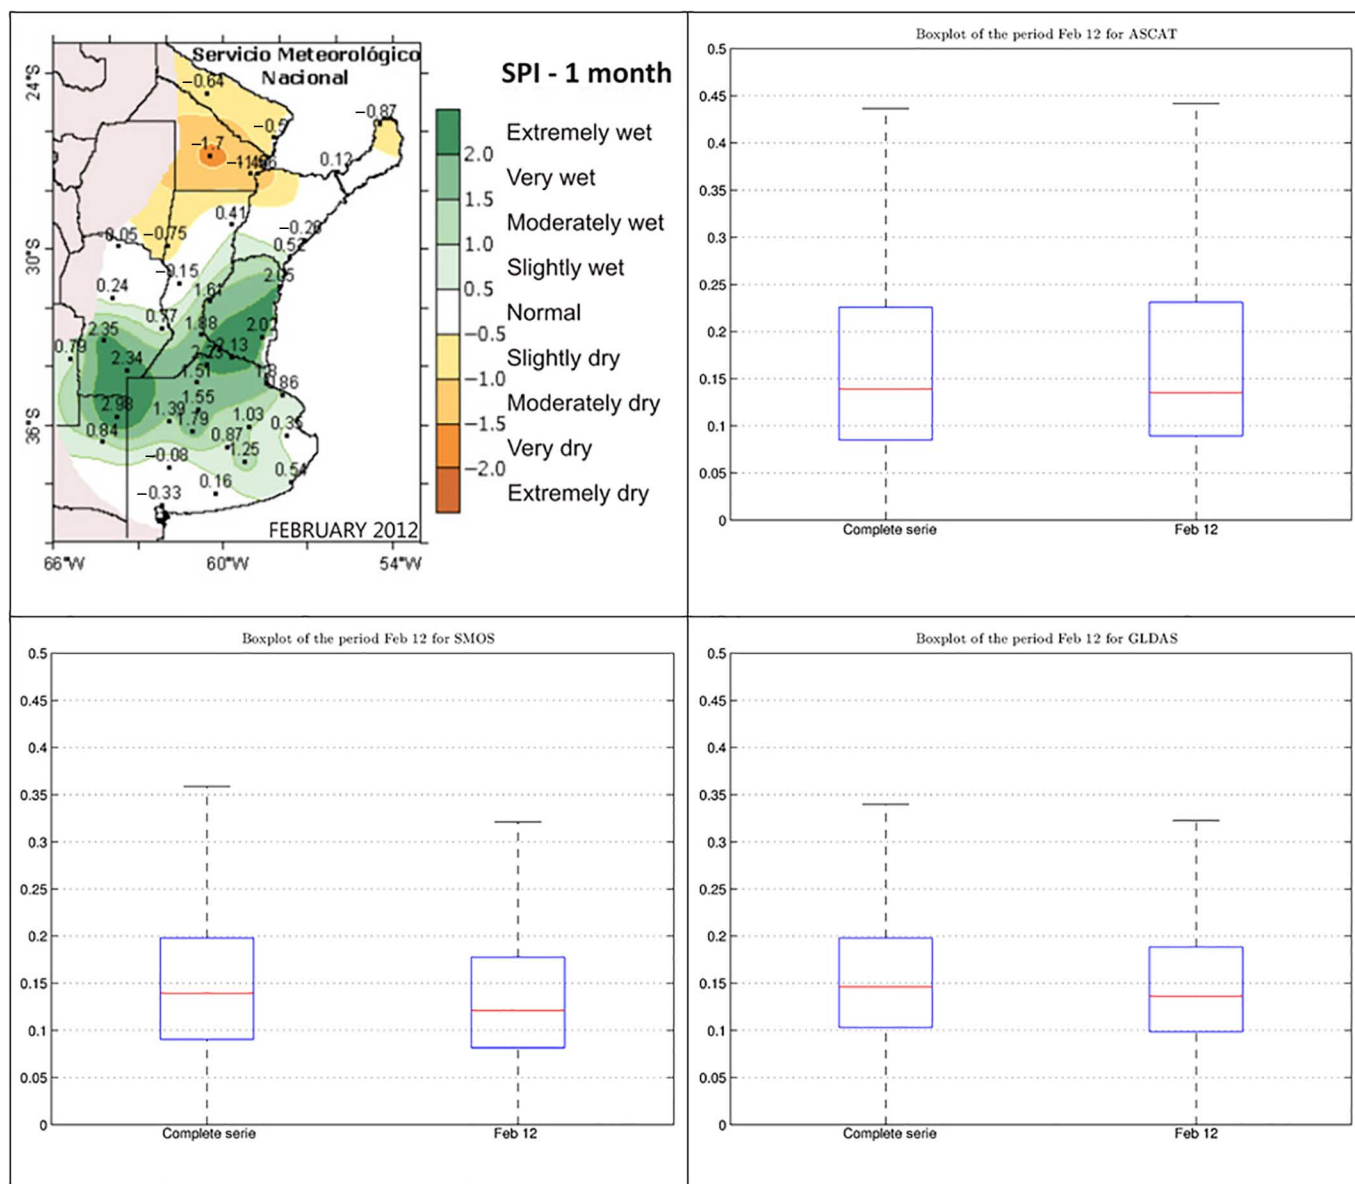 Servicio Meteorológico
Nacional
SPI - 1 month
24°S
30°S
36°S
−0.64
−0.87
−0.5
−1.7
0.12
0.41
−0.26
−0.05
−0.75
0.52
−0.15
2.05
0.24
1.61
0.77
1.88
2.02
2.35
2.13
0.79
2.34
1.51
1.8
0.86
2.98
1.39
1.55
1.79
1.03
0.35
0.84
0.87
1.25
−0.08
0.54
0.16
−0.33
FEBRUARY 2012
66°W
60°W
54°W
Extremely wet
2.0
Very wet
1.5
Moderately wet
1.0
Slightly wet
0.5
Normal
−0.5
Slightly dry
−1.0
Moderately dry
−1.5
Very dry
−2.0
Extremely dry
Boxplot of the period Feb 12 for ASCAT
0.5
0.45
0.4
0.35
0.3
0.25
0.2
0.15
0.1
0.05
0
Complete serie
Feb 12
Boxplot of the period Feb 12 for SMOS
0.5
0.45
0.4
0.35
0.3
0.25
0.2
0.15
0.1
0.05
0
Complete serie
Feb 12
Boxplot of the period Feb 12 for GLDAS
0.5
0.45
0.4
0.35
0.3
0.25
0.2
0.15
0.1
0.05
0
Complete serie
Feb 12